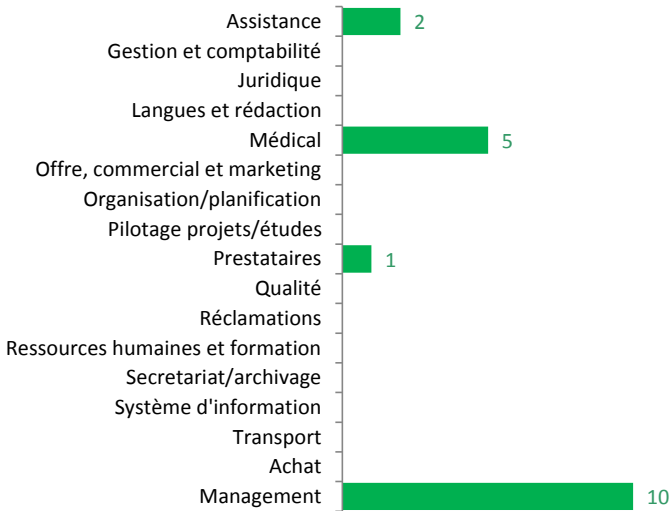 Assistance 2
Gestion et comptabilité
Juridique
Langues et rédaction
Médical 5
Offre, commercial et marketing
Organisation/planification
Pilotage projets/études
Prestataires 1
Qualité
Réclamations
Ressources humaines et formation
Secretariat/archivage
Système d'information
Transport
Achat
Management 10